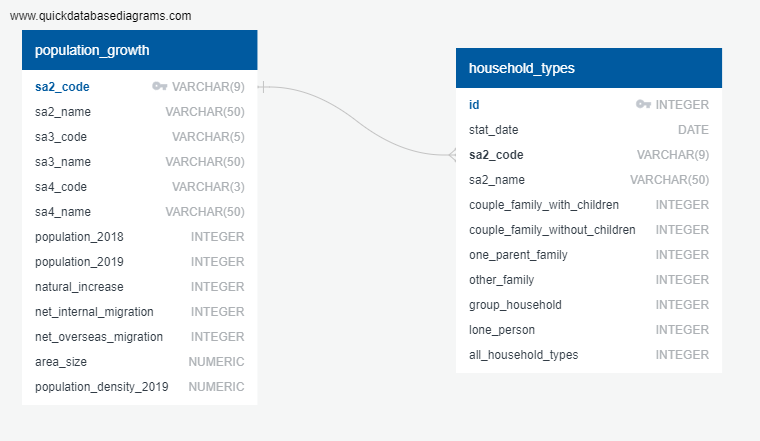 www.quickdatabasediagrams.com
population_growth
sa2_code VARCHAR(9)
sa2_name VARCHAR(50)
sa3_code VARCHAR(5)
sa3_name VARCHAR(50)
sa4_code VARCHAR(3)
sa4_name VARCHAR(50)
population_2018 INTEGER
population_2019 INTEGER
natural_increase INTEGER
net_internal_migration INTEGER
net_overseas_migration INTEGER
area_size NUMERIC
population_density_2019 NUMERIC
household_types
id INTEGER
stat_date DATE
sa2_code VARCHAR(9)
sa2_name VARCHAR(50)
couple_family_with_children INTEGER
couple_family_without_children INTEGER
one_parent_family INTEGER
other_family INTEGER
group_household INTEGER
lone_person INTEGER
all_household_types INTEGER